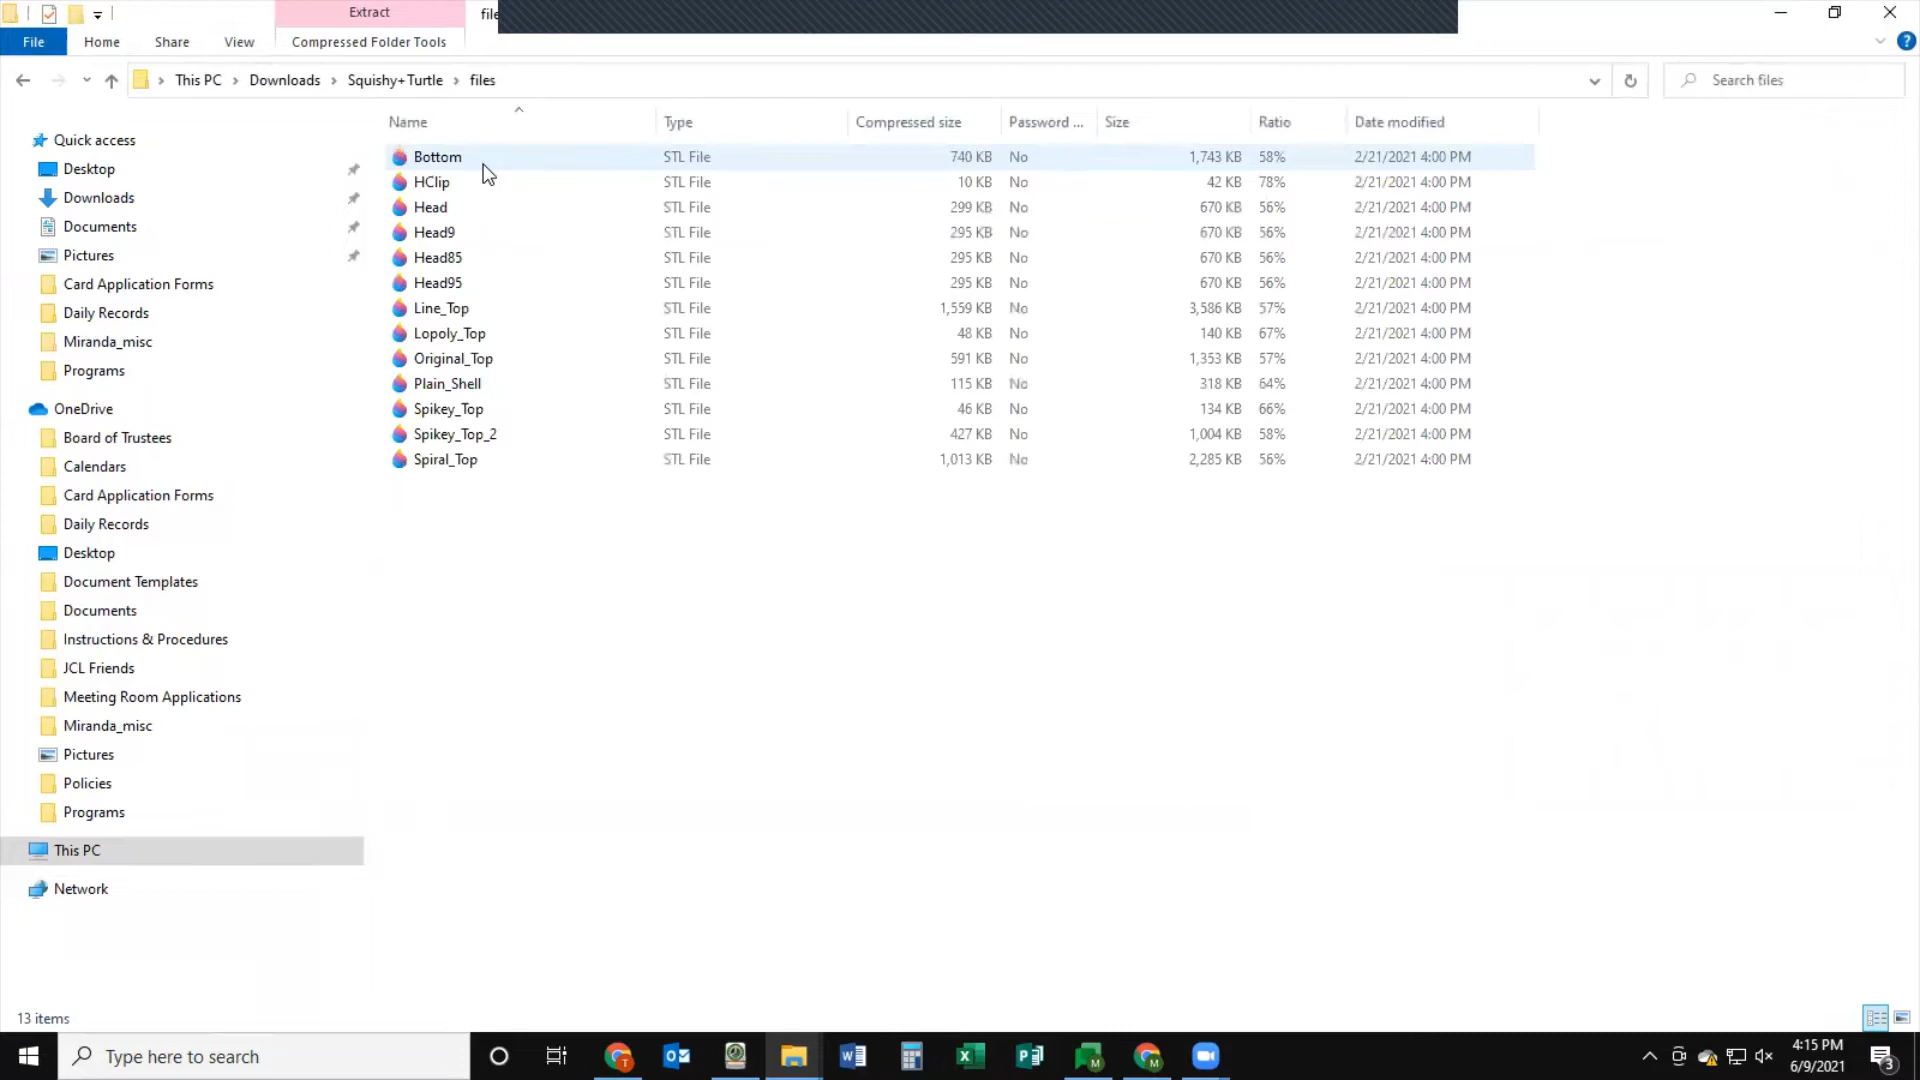 Extract
File Home Share View Compressed Folder Tools
This PC Downloads Squishy+Turtle files
Search files
Name Type Compressed size Password ... Size Ratio Date modified
Bottom STL File 740 KB No 1,743 KB 58% 2/21/2021 4:00 PM
HClip STL File 10 KB No 42 KB 78% 2/21/2021 4:00 PM
Head STL File 299 KB No 670 KB 56% 2/21/2021 4:00 PM
Head9 STL File 295 KB No 670 KB 56% 2/21/2021 4:00 PM
Head85 STL File 295 KB No 670 KB 56% 2/21/2021 4:00 PM
Head95 STL File 295 KB No 670 KB 56% 2/21/2021 4:00 PM
Line_Top STL File 1,559 KB No 3,586 KB 57% 2/21/2021 4:00 PM
Lopoly_Top STL File 48 KB No 140 KB 67% 2/21/2021 4:00 PM
Original_Top STL File 591 KB No 1,353 KB 57% 2/21/2021 4:00 PM
Plain_Shell STL File 115 KB No 318 KB 64% 2/21/2021 4:00 PM
Spikey_Top STL File 46 KB No 134 KB 66% 2/21/2021 4:00 PM
Spikey_Top_2 STL File 427 KB No 1,004 KB 58% 2/21/2021 4:00 PM
Spiral_Top STL File 1,013 KB No 2,285 KB 56% 2/21/2021 4:00 PM
Quick access
Desktop
Downloads
Documents
Pictures
Card Application Forms
Daily Records
Miranda_misc
Programs
OneDrive
Board of Trustees
Calendars
Card Application Forms
Daily Records
Desktop
Document Templates
Documents
Instructions & Procedures
JCL Friends
Meeting Room Applications
Miranda_misc
Pictures
Policies
Programs
This PC
Network
13 items
Type here to search
4:15 PM
6/9/2021
3